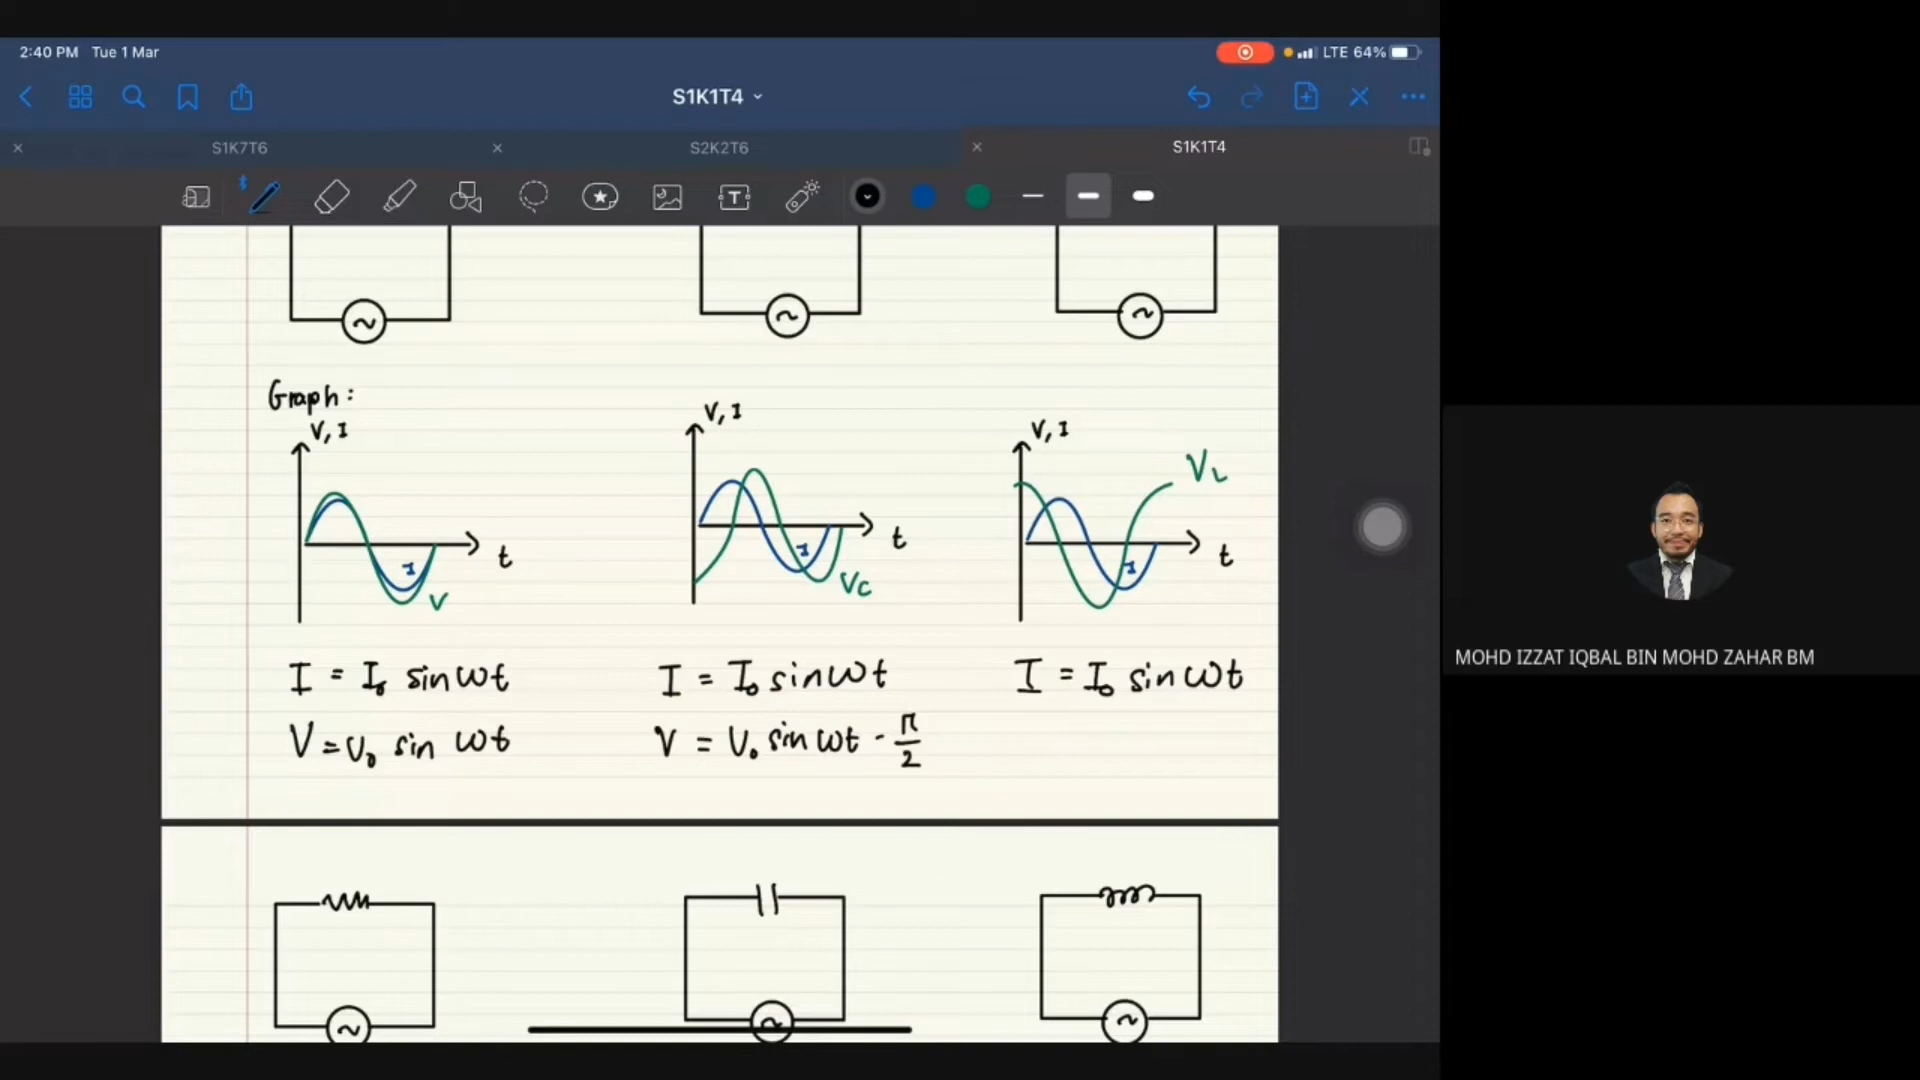 2:40 PM Tue 1 Mar
LTE 64%
S1K1T4
S1K7T6
S2K2T6
S1K1T4
T
Graph:
V, I
V, I
V, I
t
t
t
I
V
I
Vc
I
VL
I = I₀ sin ωt
I = I₀ sin ωt
I = I₀ sin ωt
V = V₀ sin ωt
V = V₀ sin ωt - π/2
MOHD IZZAT IQBAL BIN MOHD ZAHAR BM